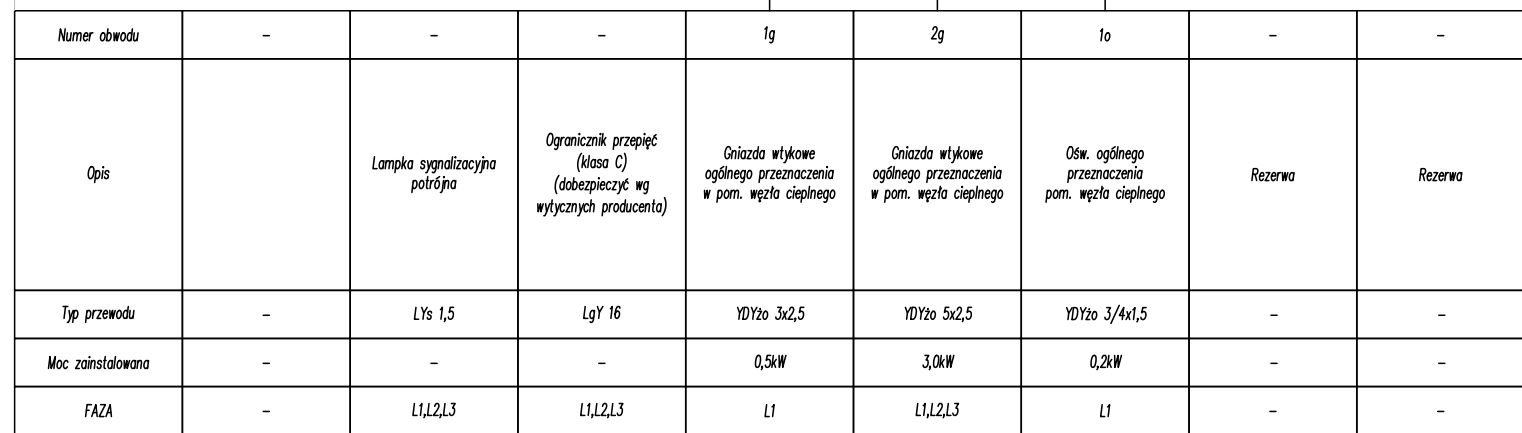 Numer obwodu – – – 1g 2g 1o – –
Opis
Lampka sygnalizacyjna
potrójna
Ogranicznik przepięć
(klasa C)
(dobezpieczyć wg
wytycznych producenta)
Gniazda wtykowe
ogólnego przeznaczenia
w pom. węzła cieplnego
Gniazda wtykowe
ogólnego przeznaczenia
w pom. węzła cieplnego
Ośw. ogólnego
przeznaczenia
pom. węzła cieplnego
Rezerwa
Rezerwa
Typ przewodu – LYs 1,5 LgY 16 YDYżo 3x2,5 YDYżo 5x2,5 YDYżo 3/4x1,5 – –
Moc zainstalowana – – – 0,5kW 3,0kW 0,2kW – –
FAZA – L1,L2,L3 L1,L2,L3 L1 L1,L2,L3 L1 – –